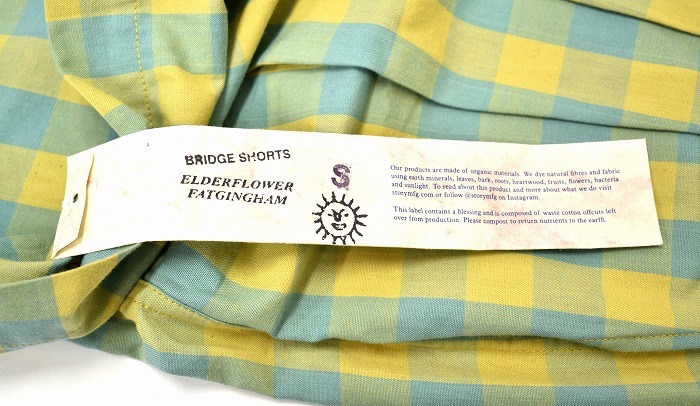 BRIDGE SHORTS
ELDERFLOWER
FATGINGHAM
S
Our products are made of organic materials. We dye natural fibres and fabric
using earth minerals, leaves, bark, roots, heartwood, fruits, flowers, bacteria
and sunlight. To read about this product and more about what we do visit
storymfg.com or follow @storymfg on Instagram.
This label contains a blessing and is composed of waste cotton offcuts left
over from production. Please compost to return nutrients to the earth.